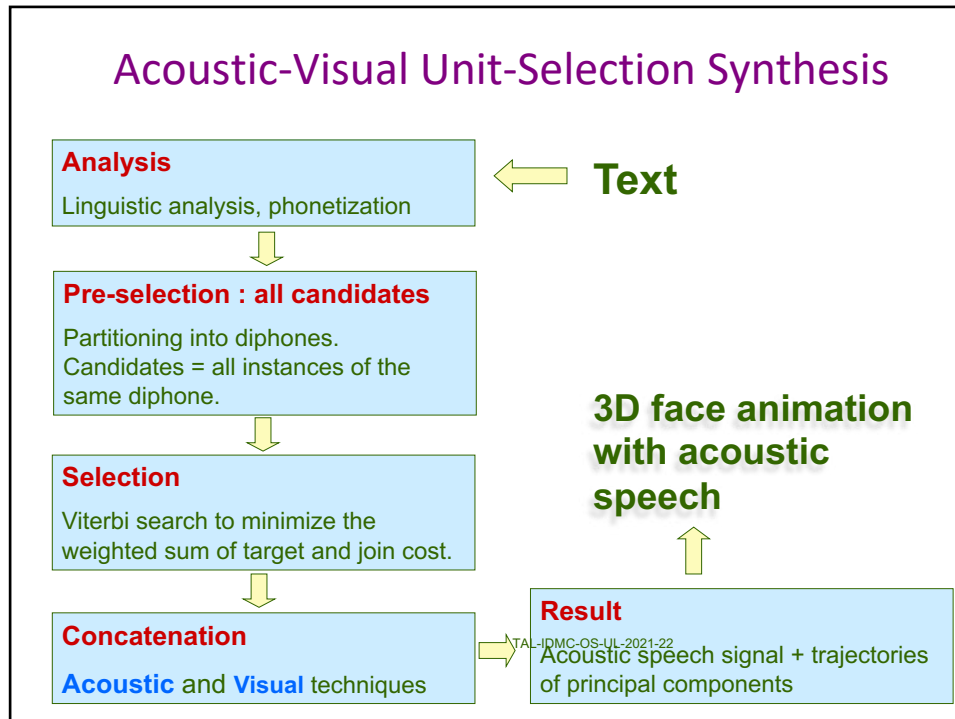 Acoustic-Visual Unit-Selection Synthesis
Analysis
Linguistic analysis, phonetization
Text
Pre-selection : all candidates
Partitioning into diphones.
Candidates = all instances of the
same diphone.
Selection
Viterbi search to minimize the
weighted sum of target and join cost.
Concatenation
Acoustic and Visual techniques
Result
TAL-IDMC-OS-UL-2021-22
Acoustic speech signal + trajectories
of principal components
3D face animation
with acoustic
speech